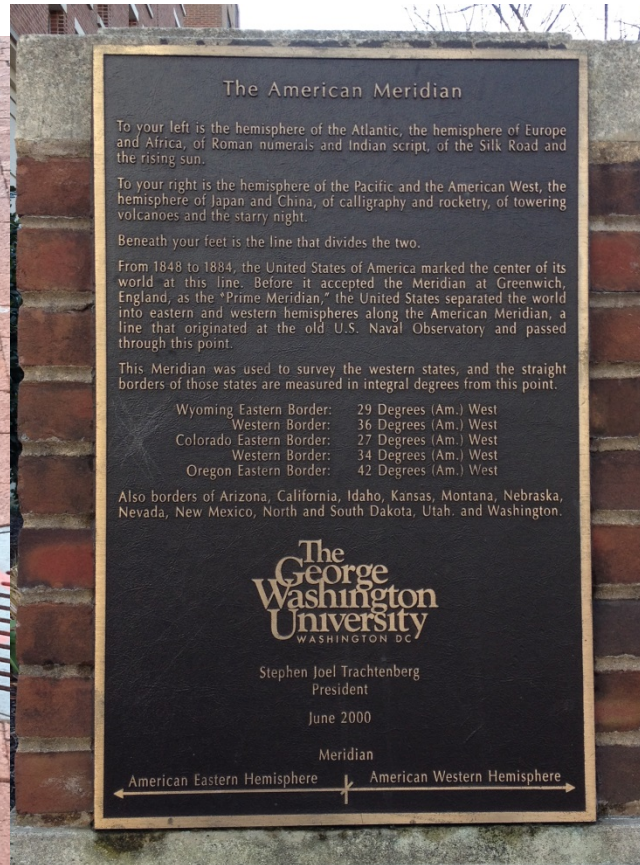 The American Meridian
To your left is the hemisphere of the Atlantic, the hemisphere of Europe
and Africa, of Roman numerals and Indian script, of the Silk Road and
the rising sun.
To your right is the hemisphere of the Pacific and the American West, the
hemisphere of Japan and China, of calligraphy and rocketry, of towering
volcanoes and the starry night.
Beneath your feet is the line that divides the two.
From 1848 to 1884, the United States of America marked the center of its
world at this line. Before it accepted the Meridian at Greenwich,
England, as the "Prime Meridian," the United States separated the world
into eastern and western hemispheres along the American Meridian, a
line that originated at the old U.S. Naval Observatory and passed
through this point.
This Meridian was used to survey the western states, and the straight
borders of those states are measured in integral degrees from this point.
Wyoming Eastern Border: 29 Degrees (Am.) West
Western Border: 36 Degrees (Am.) West
Colorado Eastern Border: 27 Degrees (Am.) West
Western Border: 34 Degrees (Am.) West
Oregon Eastern Border: 42 Degrees (Am.) West
Also borders of Arizona, California, Idaho, Kansas, Montana, Nebraska,
Nevada, New Mexico, North and South Dakota, Utah. and Washington.
The
George
Washington
University
WASHINGTON DC
Stephen Joel Trachtenberg
President
June 2000
Meridian
American Eastern Hemisphere American Western Hemisphere